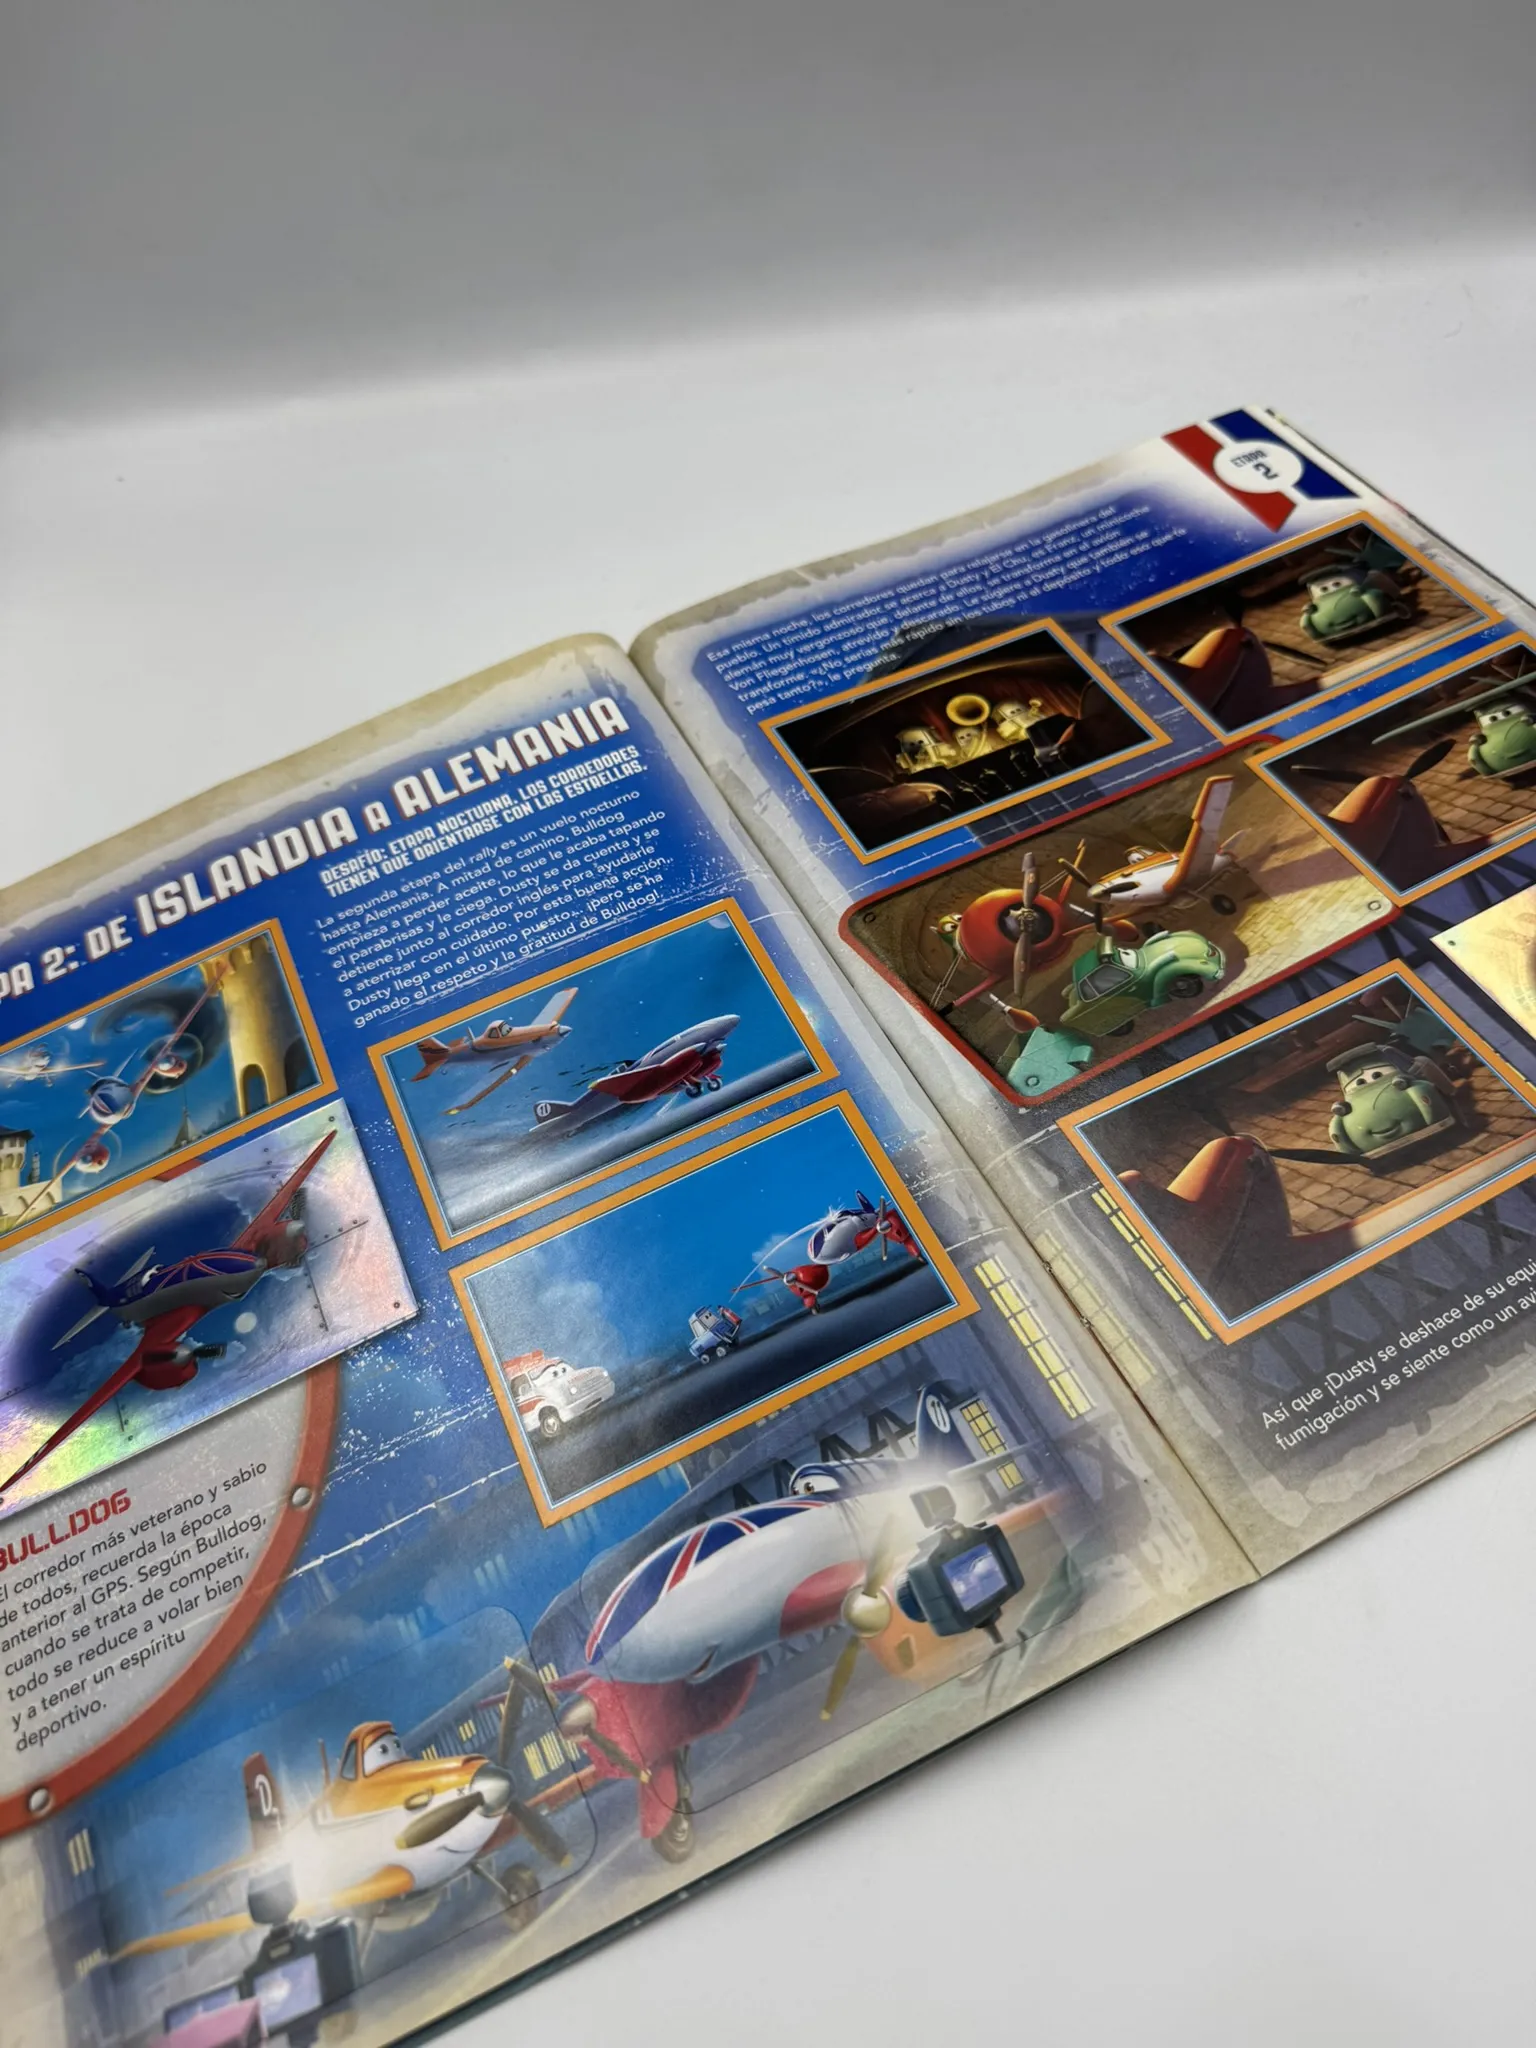 PA 2: DE ISLANDIA A ALEMANIA
DESAFÍO: ETAPA NOCTURNA. LOS CORREDORES
TIENEN QUE ORIENTARSE CON LAS ESTRELLAS.
La segunda etapa del rally es un vuelo nocturno
hasta Alemania. A mitad de camino, Bulldog
empieza a perder aceite, lo que le acaba tapando
el parabrisas y le ciega. Dusty se da cuenta y se
detiene junto al corredor inglés para ayudarle
a aterrizar con cuidado. Por esta buena acción,
Dusty llega en el último puesto... ¡pero se ha
ganado el respeto y la gratitud de Bulldog!
BULLDOG
El corredor más veterano y sabio
de todos, recuerda la época
anterior al GPS. Según Bulldog,
cuando se trata de competir,
todo se reduce a volar bien
y a tener un espíritu
deportivo.
ETAPA
2
Esa misma noche, los corredores quedan para relajarse en la gasolinera del
pueblo. Un tímido admirador se acerca a Dusty y El Chu, es Franz, un minicoche
alemán muy vergonzoso que, delante de ellos, se transforma en el avión
Von Fliegenhosen, atrevido y descarado. Le sugiere a Dusty que también se
transforme. «¿No serías más rápido sin los tubos ni el depósito y todo eso que te
pesa tanto?», le pregunta.
Así que ¡Dusty se deshace de su equi
fumigación y se siente como un avi